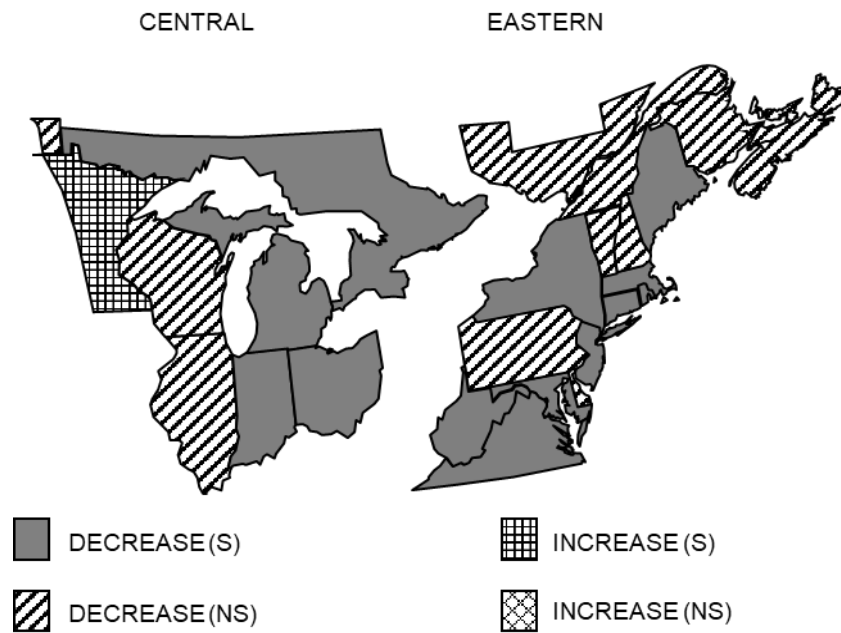 CENTRAL
EASTERN
DECREASE (S)
INCREASE (S)
DECREASE (NS)
INCREASE (NS)